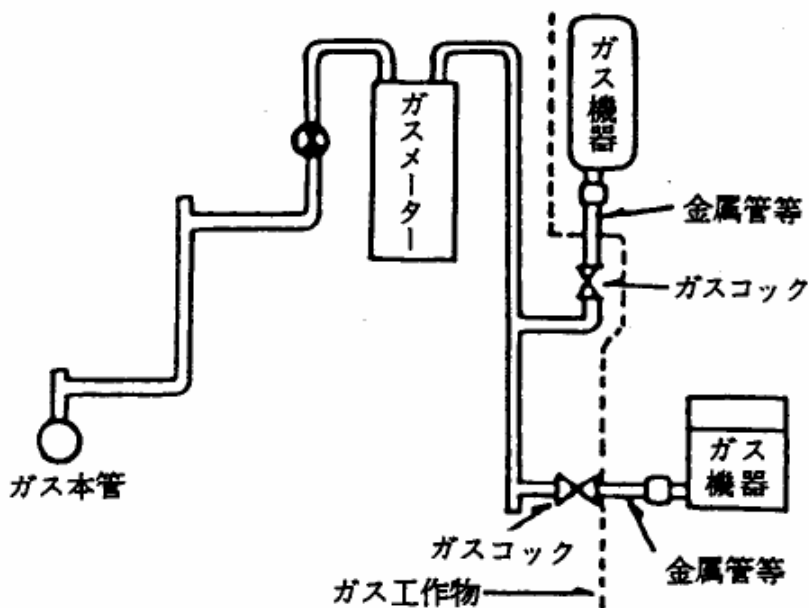 ガス機器
ガスメーター
金属管等
ガスコック
ガス本管
ガス
機器
ガスコック
金属管等
ガス工作物